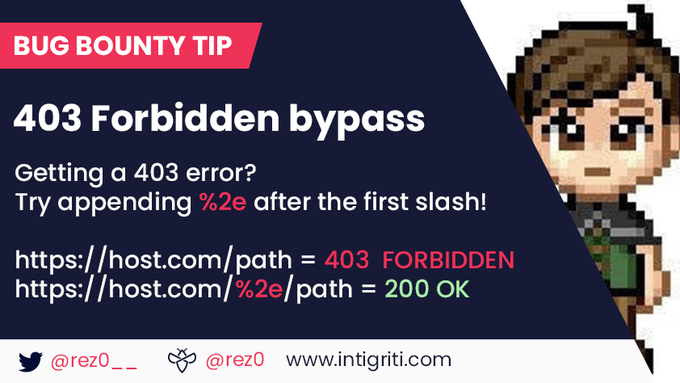 BUG BOUNTY TIP
403 Forbidden bypass
Getting a 403 error?
Try appending %2e after the first slash!
https://host.com/path = 403 FORBIDDEN
https://host.com/%2e/path = 200 OK
@rez0__ @rez0 www.intigriti.com